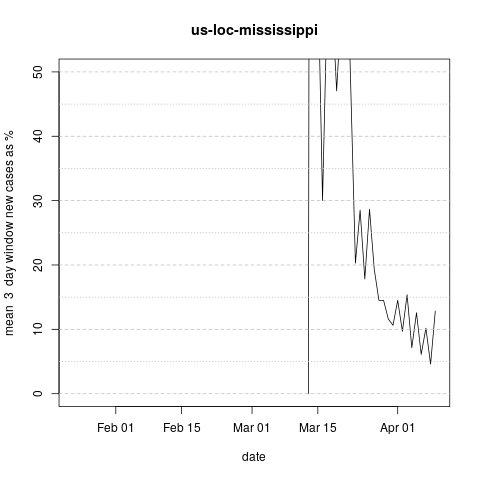 us-loc-mississippi
mean 3 day window new cases as %
50
40
30
20
10
0
Feb 01 Feb 15 Mar 01 Mar 15 Apr 01
date